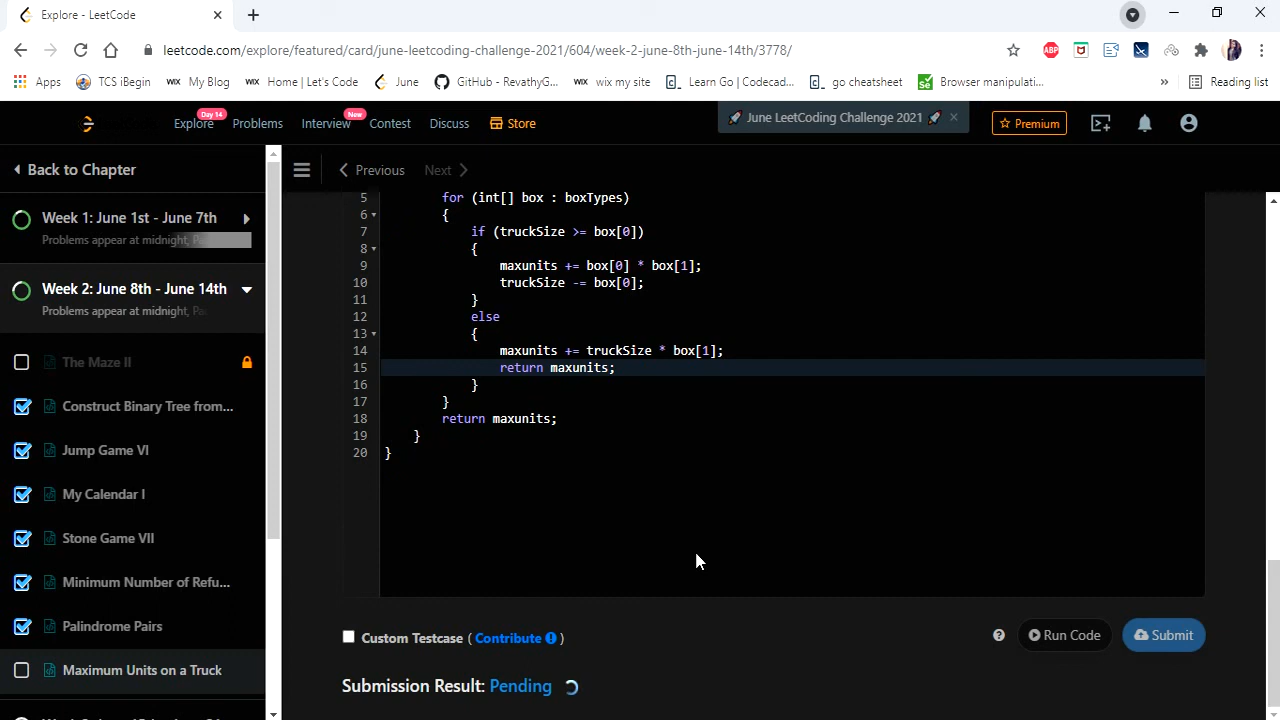 Explore - LeetCode
leetcode.com/explore/featured/card/june-leetcoding-challenge-2021/604/week-2-june-8th-june-14th/3778/
ABP
Apps TCS iBegin WIX My Blog WIX Home | Let's Code June GitHub - RevathyG... WIX wix my site Learn Go | Codecad... go cheatsheet Se Browser manipulati... » Reading list
Day 14 New
Explore Problems Interview Contest Discuss Store 🚀 June LeetCoding Challenge 2021 🚀 × Premium
Back to Chapter
Previous Next
Week 1: June 1st - June 7th
Problems appear at midnight,
Week 2: June 8th - June 14th
Problems appear at midnight,
The Maze II
Construct Binary Tree from...
Jump Game VI
My Calendar I
Stone Game VII
Minimum Number of Refu...
Palindrome Pairs
Maximum Units on a Truck
5 for (int[] box : boxTypes)
6 {
7 if (truckSize >= box[0])
8 {
9 maxunits += box[0] * box[1];
10 truckSize -= box[0];
11 }
12 else
13 {
14 maxunits += truckSize * box[1];
15 return maxunits;
16 }
17 }
18 return maxunits;
19 }
20 }
Custom Testcase ( Contribute )
? Run Code Submit
Submission Result: Pending